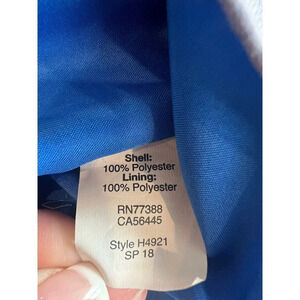 Shell:
100% Polyester
Lining:
100% Polyester
RN77388
CA56445
Style H4921
SP 18